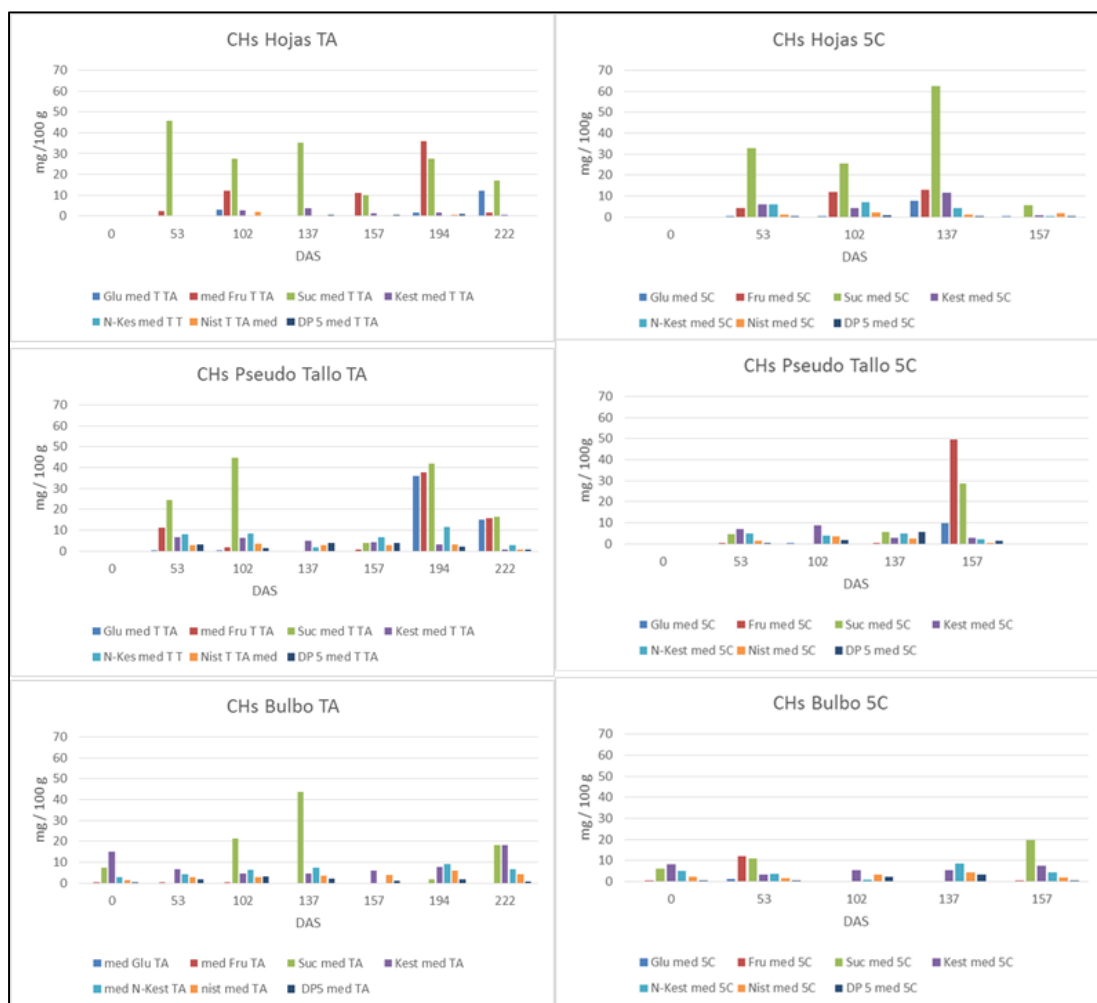 CHs Hojas TA
70
60
50
40
30
20
10
0
mg/100 g
0 53 102 137 157 194 222
DAS
Glu med T TA med Fru T TA Suc med T TA Kest med T TA
N-Kes med T T Nist T TA med DP 5 med T TA
CHs Hojas 5C
70
60
50
40
30
20
10
0
mg / 100g
0 53 102 137 157
DAS
Glu med 5C Fru med 5C Suc med 5C Kest med 5C
N-Kest med 5C Nist med 5C DP 5 med 5C
CHs Pseudo Tallo TA
70
60
50
40
30
20
10
0
mg / 100 g
0 53 102 137 157 194 222
DAS
Glu med T TA med Fru T TA Suc med T TA Kest med T TA
N-Kes med T T Nist T TA med DP 5 med T TA
CHs Pseudo Tallo 5C
70
60
50
40
30
20
10
0
mg / 100g
0 53 102 137 157
DAS
Glu med 5C Fru med 5C Suc med 5C Kest med 5C
N-Kest med 5C Nist med 5C DP 5 med 5C
CHs Bulbo TA
70
60
50
40
30
20
10
0
mg / 100 g
0 53 102 137 157 194 222
DAS
med Glu TA med Fru TA Suc med TA Kest med TA
med N-Kest TA nist med TA DP5 med TA
CHs Bulbo 5C
70
60
50
40
30
20
10
0
mg / 100 g
0 53 102 137 157
DAS
Glu med 5C Fru med 5C Suc med 5C Kest med 5C
N-Kest med 5C Nist med 5C DP 5 med 5C